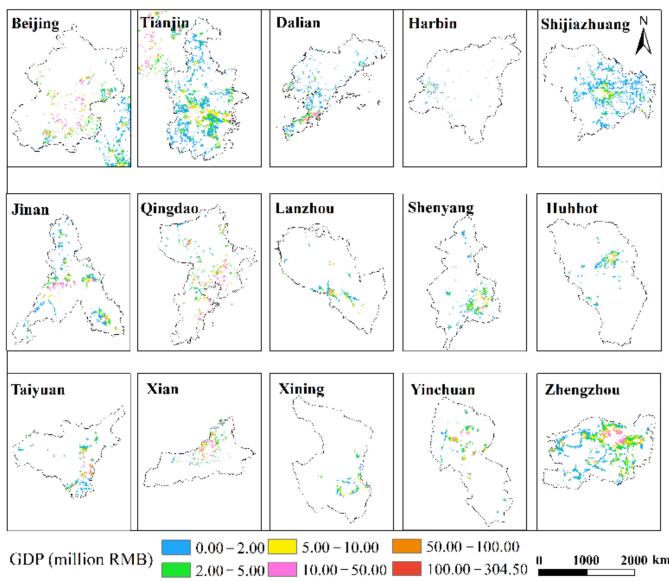 Beijing Tianjin Dalian Harbin Shijiazhuang
N
Jinan Qingdao Lanzhou Shenyang Huhhot
Taiyuan Xian Xining Yinchuan Zhengzhou
GDP (million RMB) 0.00 – 2.00 5.00 – 10.00 50.00 – 100.00
2.00 – 5.00 10.00 – 50.00 100.00 – 304.50
0 1000 2000 km